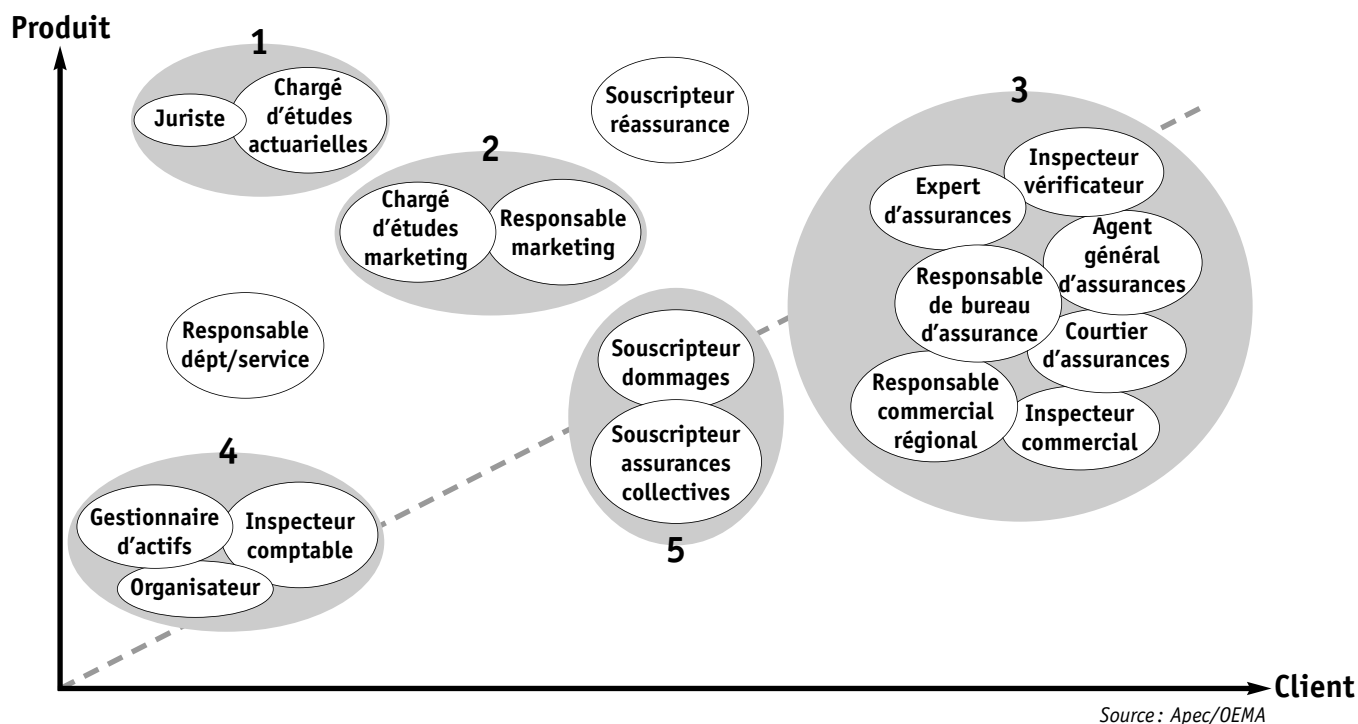 Produit
1
Juriste
Chargé
d'études
actuarielles
2
Chargé
d'études
marketing
Responsable
marketing
Souscripteur
réassurance
3
Inspecteur
vérificateur
Expert
d'assurances
Agent
général
d'assurances
Responsable
de bureau
d'assurance
Courtier
d'assurances
Responsable
commercial
régional
Inspecteur
commercial
Responsable
dépt/service
Souscripteur
dommages
Souscripteur
assurances
collectives
5
4
Gestionnaire
d'actifs
Inspecteur
comptable
Organisateur
Client
Source : Apec/OEMA